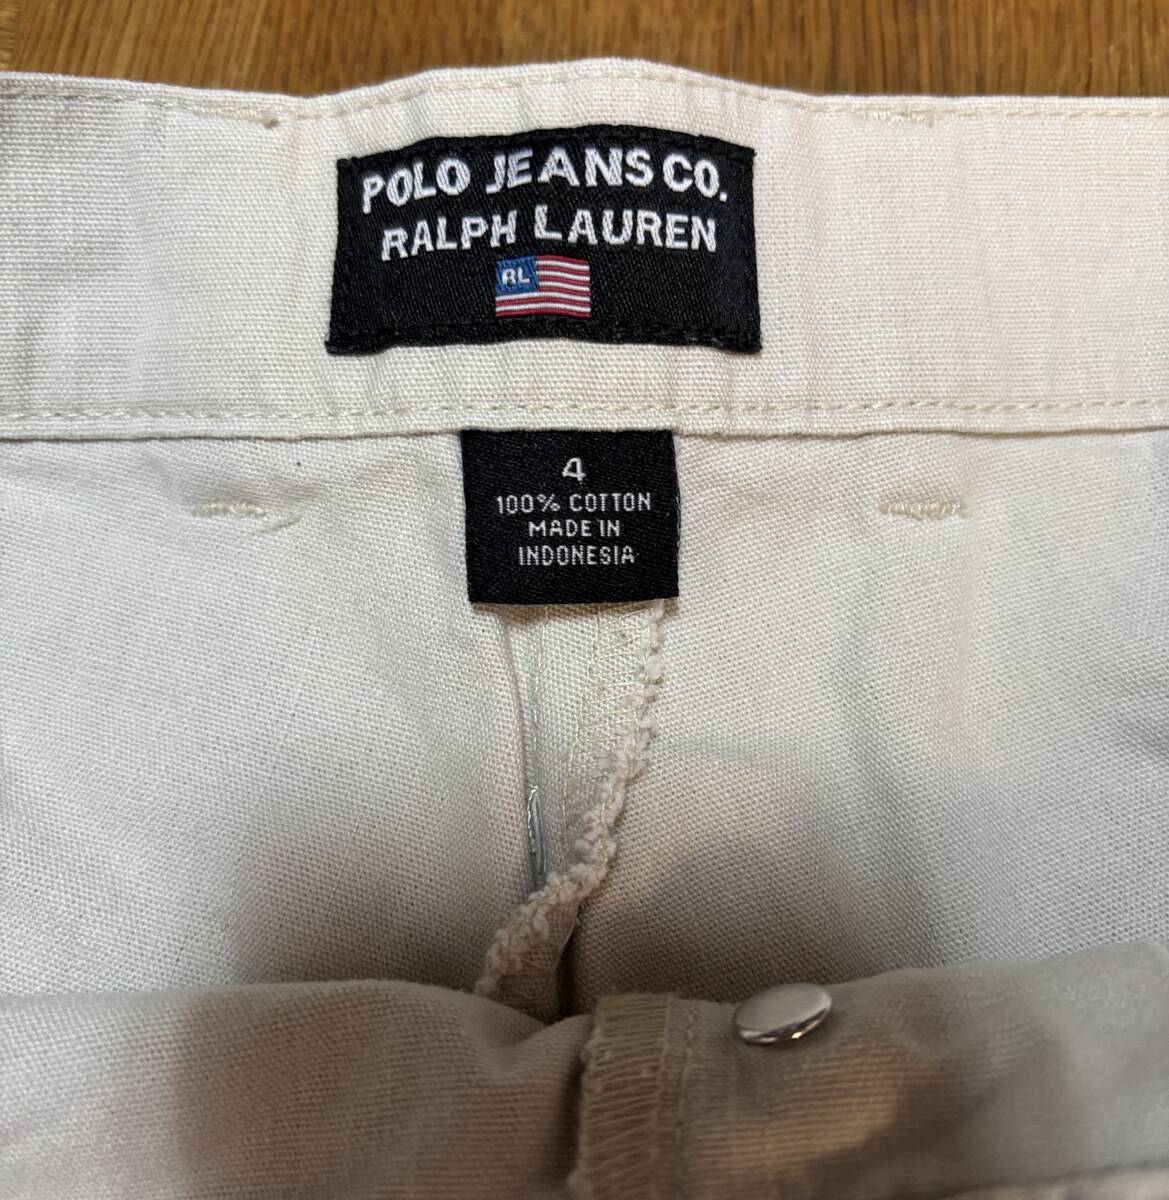 POLO JEANS CO.
RALPH LAUREN
RL
4
100% COTTON
MADE IN
INDONESIA